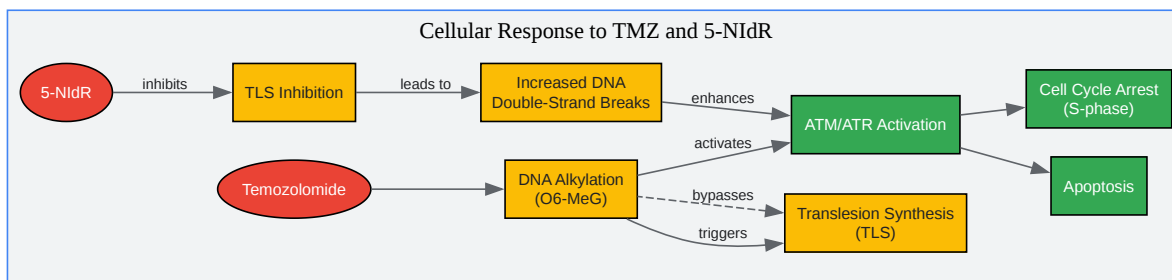 Cellular Response to TMZ and 5-NIdR
5-NIdR
inhibits
TLS Inhibition
leads to
Increased DNA
Double-Strand Breaks
enhances
ATM/ATR Activation
Cell Cycle Arrest
(S-phase)
Apoptosis
Temozolomide
DNA Alkylation
(O6-MeG)
activates
bypasses
triggers
Translesion Synthesis
(TLS)